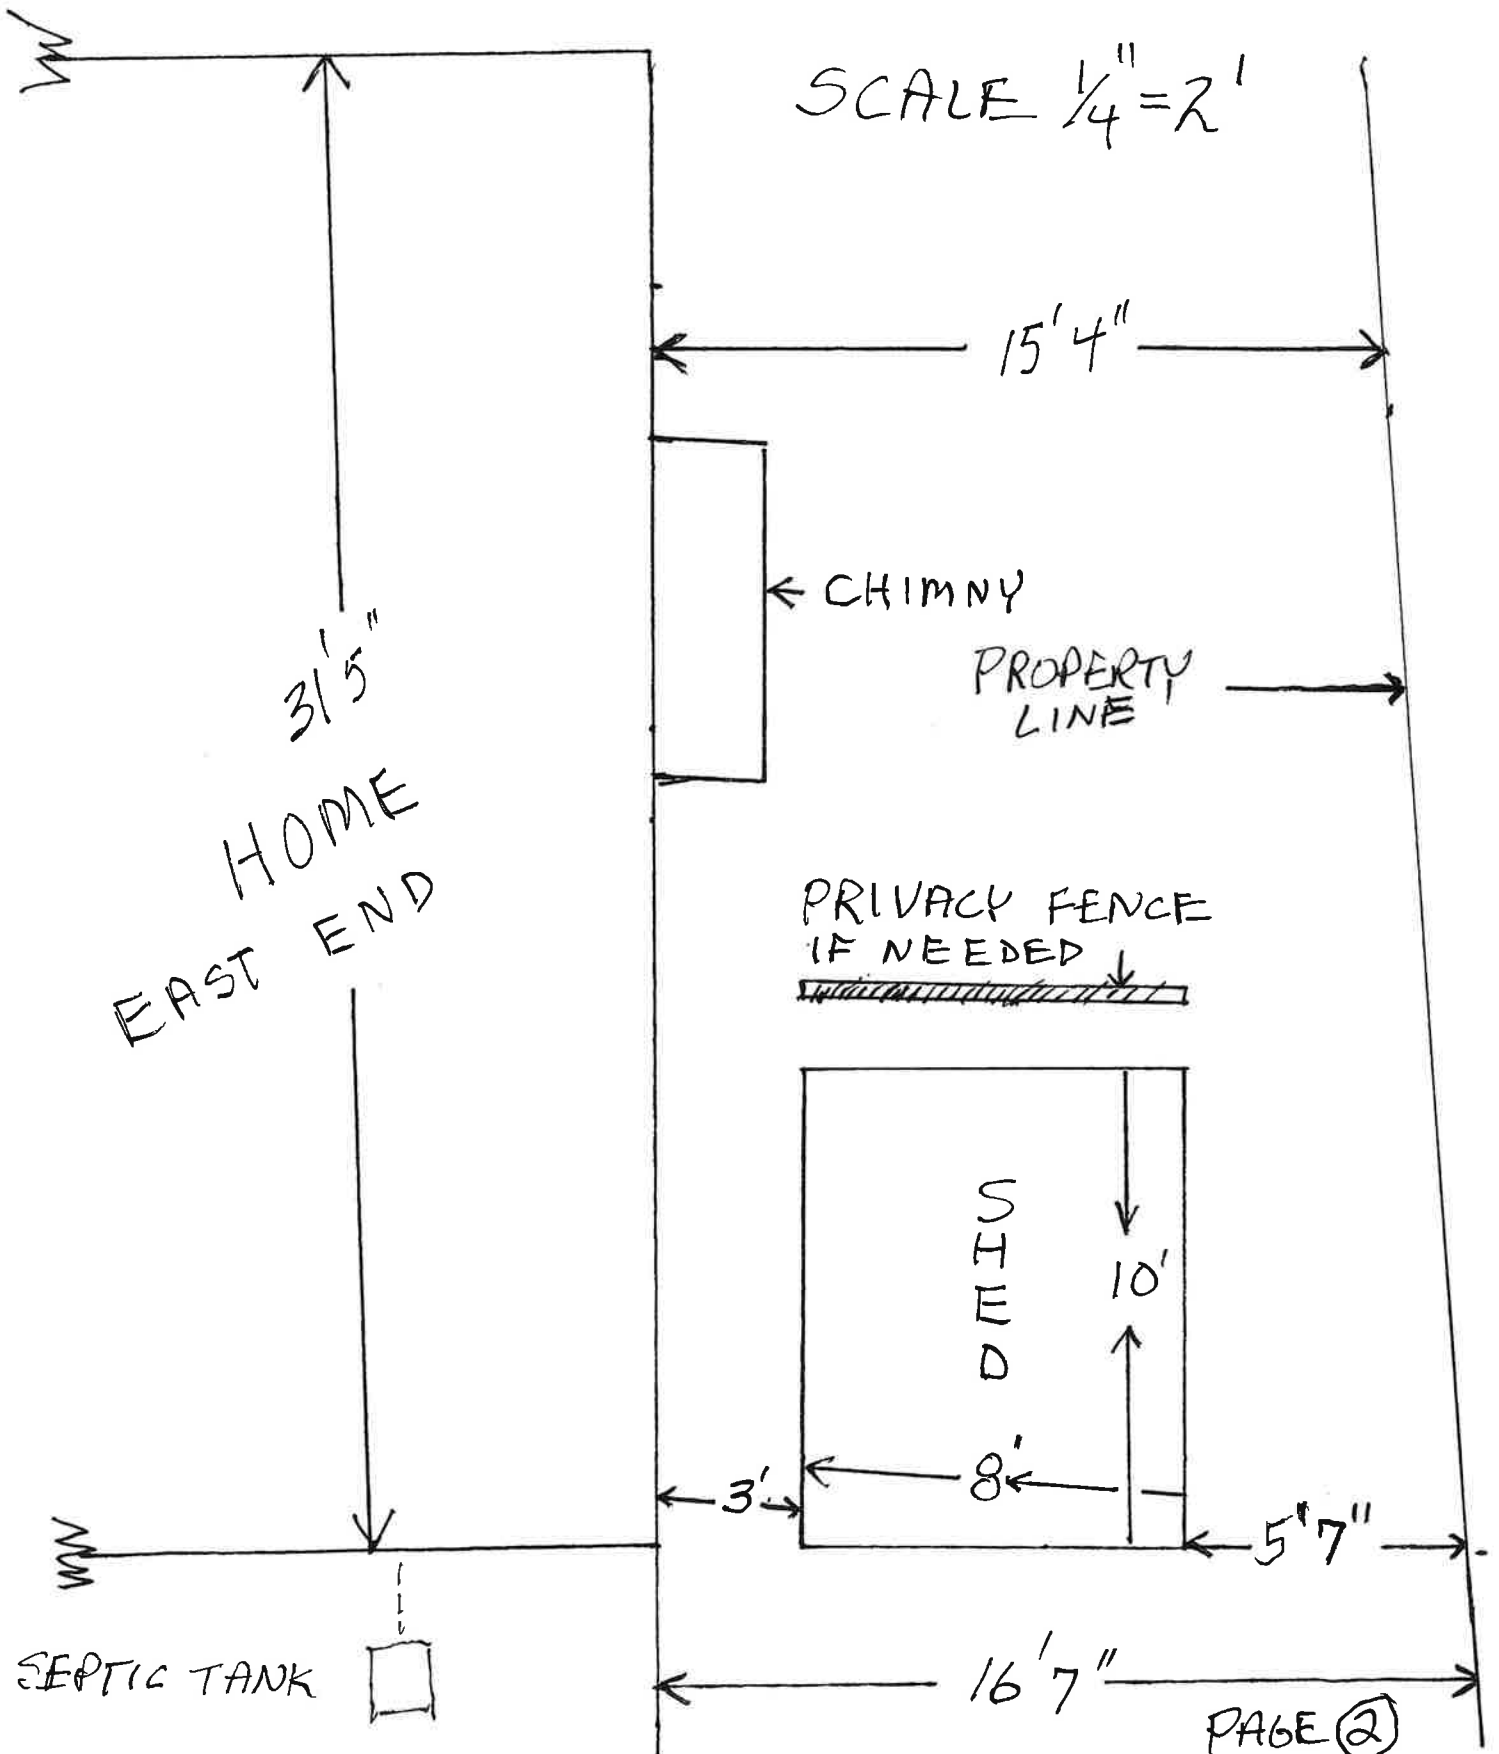 SCALE 1/4"=2'
15'4"
CHIMNY
31'5"
PROPERTY
LINE
HOME
EAST END
PRIVACY FENCE
IF NEEDED
SHED
10'
8'
3'
5'7"
SEPTIC TANK
16'7"
PAGE 2